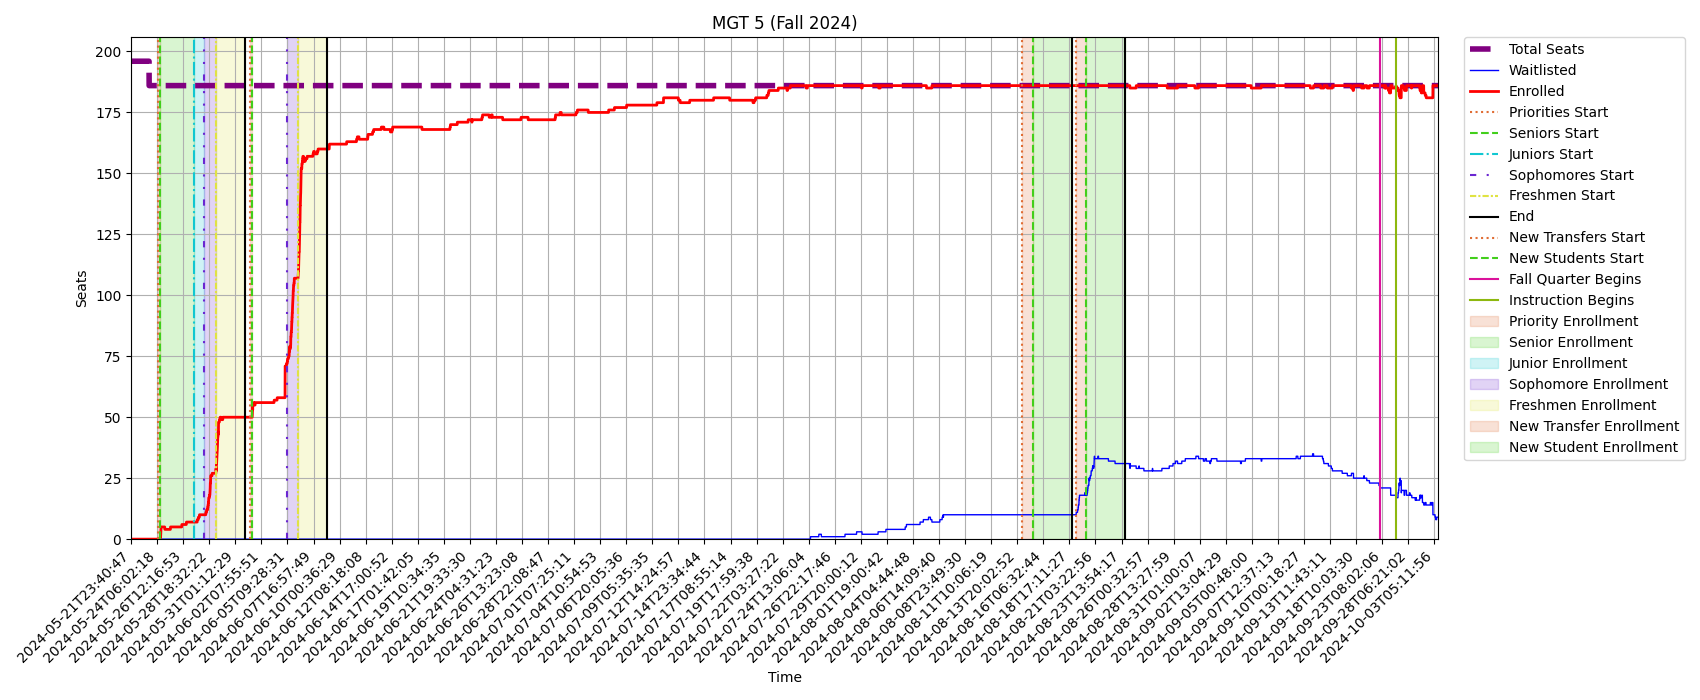 MGT 5 (Fall 2024)
200
175
150
125
100
75
50
25
0
Seats
2024-05-21T23:40:47
2024-05-24T06:02:18
2024-05-26T12:16:53
2024-05-28T18:32:22
2024-05-31T01:12:29
2024-06-02T07:55:51
2024-06-05T09:28:31
2024-06-07T16:57:49
2024-06-10T00:36:29
2024-06-12T08:18:08
2024-06-14T17:00:52
2024-06-17T01:42:05
2024-06-19T10:34:35
2024-06-21T19:33:30
2024-06-24T04:31:23
2024-06-26T13:23:08
2024-06-28T22:08:47
2024-07-01T07:25:11
2024-07-04T10:54:53
2024-07-06T20:05:36
2024-07-09T05:35:35
2024-07-12T14:24:57
2024-07-14T23:34:44
2024-07-17T08:55:14
2024-07-19T17:59:38
2024-07-22T03:27:22
2024-07-24T13:06:04
2024-07-26T22:17:46
2024-07-29T20:00:12
2024-08-01T19:00:42
2024-08-04T04:44:48
2024-08-06T14:09:40
2024-08-08T23:49:30
2024-08-11T10:06:19
2024-08-13T20:02:52
2024-08-16T06:32:44
2024-08-18T17:11:27
2024-08-21T03:22:56
2024-08-23T13:54:17
2024-08-26T00:32:57
2024-08-28T13:27:59
2024-08-31T01:00:07
2024-09-02T13:04:29
2024-09-05T00:48:00
2024-09-07T12:37:13
2024-09-10T00:18:27
2024-09-13T11:43:11
2024-09-18T10:03:30
2024-09-23T08:02:06
2024-09-28T06:21:02
2024-10-03T05:11:56
Time
Total Seats
Waitlisted
Enrolled
Priorities Start
Seniors Start
Juniors Start
Sophomores Start
Freshmen Start
End
New Transfers Start
New Students Start
Fall Quarter Begins
Instruction Begins
Priority Enrollment
Senior Enrollment
Junior Enrollment
Sophomore Enrollment
Freshmen Enrollment
New Transfer Enrollment
New Student Enrollment